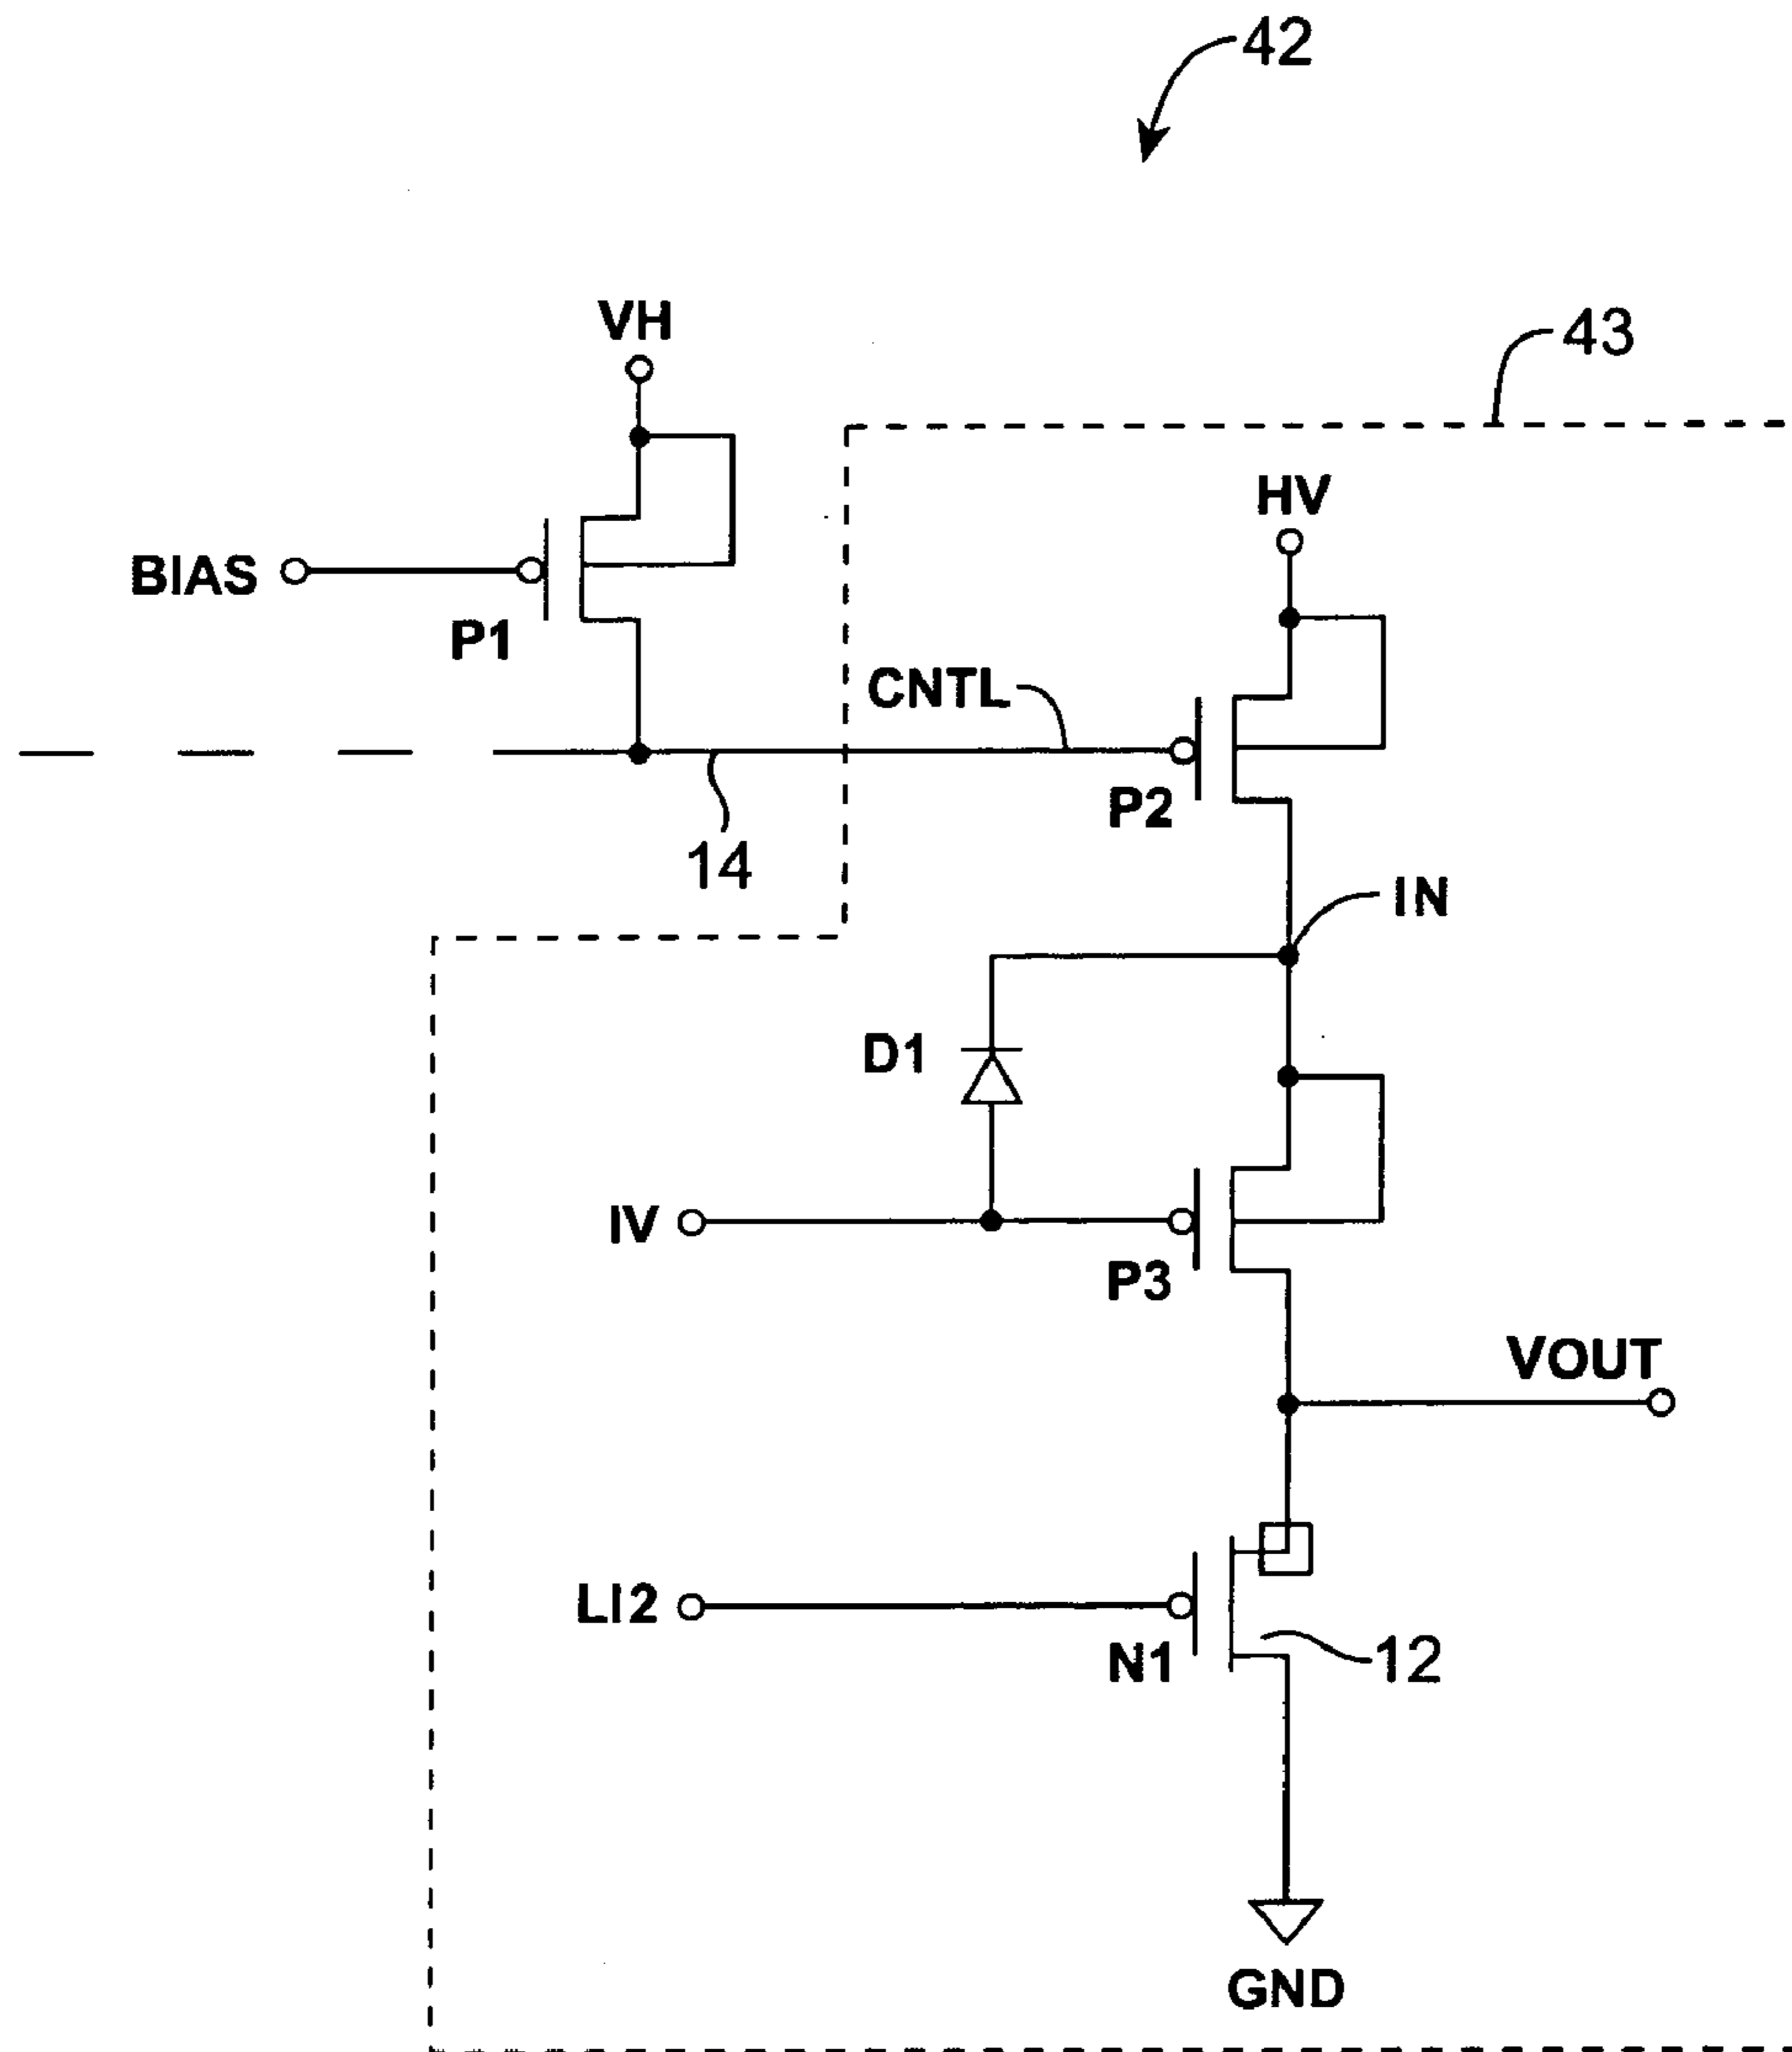 42
VH
43
HV
BIAS
P1
CNTL
P2
14
IN
D1
IV
P3
VOUT
LI2
N1
12
GND